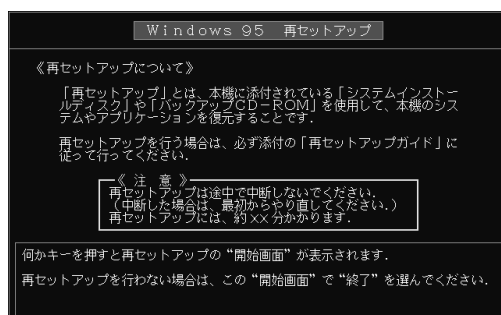 Windows 95　再セットアップ
《再セットアップについて》
「再セットアップ」とは、本機に添付されている「システムインストー
ルディスク」や「バックアップCD－ROM」を使用して、本機のシス
テムやアプリケーションを復元することです．
再セットアップを行う場合は、必ず添付の「再セットアップガイド」に
従って行ってください．
《 注　意 》
再セットアップは途中で中断しないでください．
（中断した場合は、最初からやり直してください．）
再セットアップには、約××分かかります．
何かキーを押すと再セットアップの“開始画面”が表示されます．
再セットアップを行わない場合は、この“開始画面”で“終了”を選んでください．